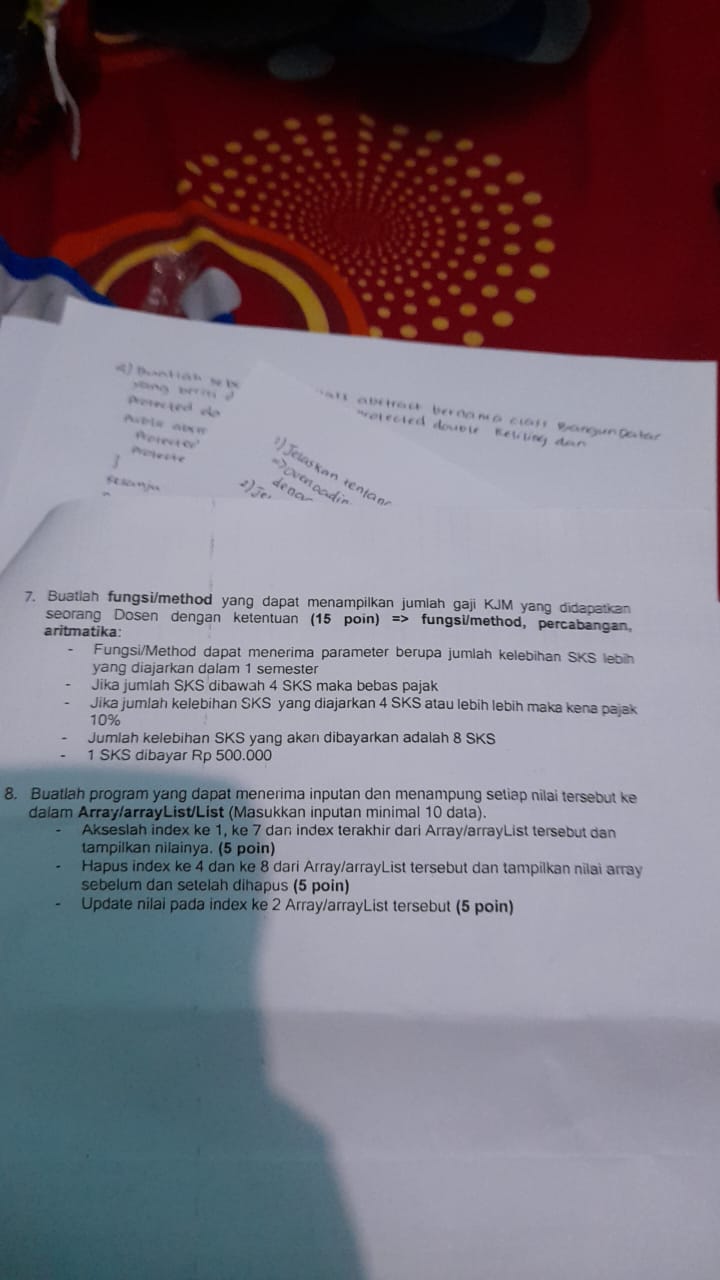 4) Buatlah
yang berisi
Protected do
Public
Protected
Protecte
}
abstract bernama class BangunDatar
protected double Keliling dan
1) Jelaskan tentang
=>
denga
2) Je
7. Buatlah fungsi/method yang dapat menampilkan jumlah gaji KJM yang didapatkan
seorang Dosen dengan ketentuan (15 poin) => fungsi/method, percabangan,
aritmatika:
- Fungsi/Method dapat menerima parameter berupa jumlah kelebihan SKS lebih
yang diajarkan dalam 1 semester
- Jika jumlah SKS dibawah 4 SKS maka bebas pajak
- Jika jumlah kelebihan SKS yang diajarkan 4 SKS atau lebih lebih maka kena pajak
10%
- Jumlah kelebihan SKS yang akan dibayarkan adalah 8 SKS
- 1 SKS dibayar Rp 500.000
8. Buatlah program yang dapat menerima inputan dan menampung setiap nilai tersebut ke
dalam Array/arrayList/List (Masukkan inputan minimal 10 data).
- Akseslah index ke 1, ke 7 dan index terakhir dari Array/arrayList tersebut dan
tampilkan nilainya. (5 poin)
- Hapus index ke 4 dan ke 8 dari Array/arrayList tersebut dan tampilkan nilai array
sebelum dan setelah dihapus (5 poin)
- Update nilai pada index ke 2 Array/arrayList tersebut (5 poin)